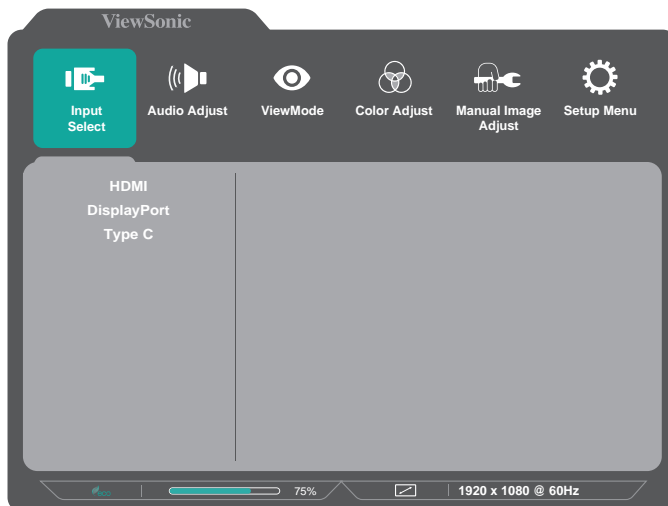 ViewSonic
Input
Select
Audio Adjust
ViewMode
Color Adjust
Manual Image
Adjust
Setup Menu
HDMI
DisplayPort
Type C
eco
75%
1920 x 1080 @ 60Hz